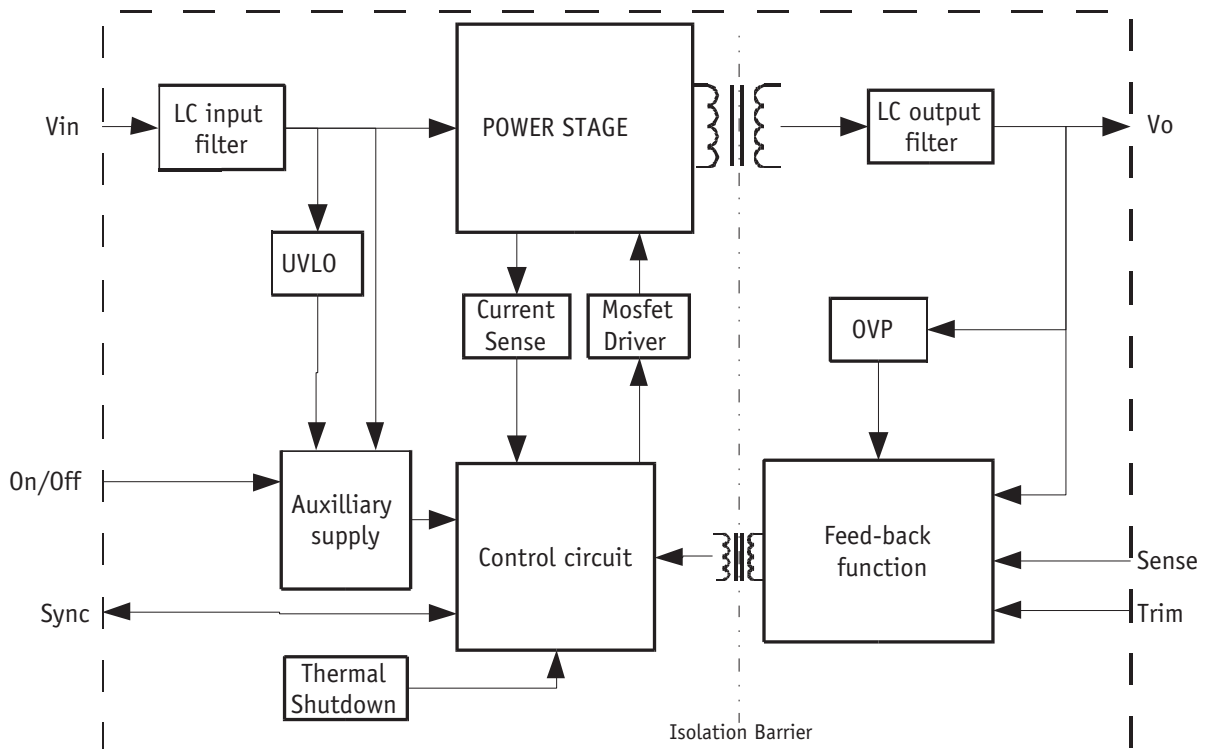 Vin
LC input
filter
POWER STAGE
LC output
filter
Vo
UVLO
Current
Sense
Mosfet
Driver
OVP
On/Off
Auxilliary
supply
Control circuit
Feed-back
function
Sense
Sync
Trim
Thermal
Shutdown
Isolation Barrier